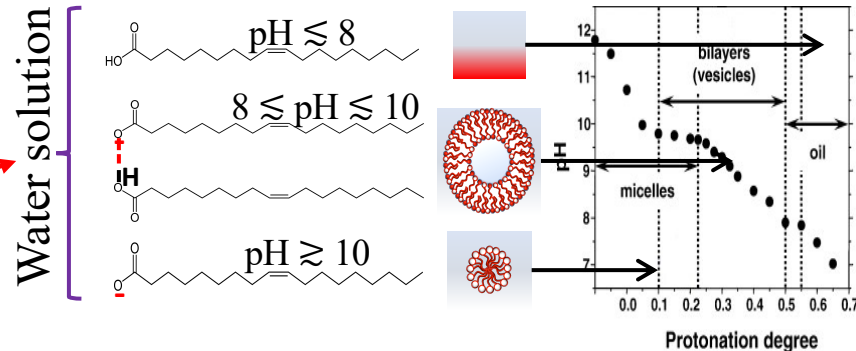 Water solution
pH ≲ 8
O
HO
8 ≲ pH ≲ 10
O
O
H
O
O
pH ≳ 10
O
O
pH
12
11
10
9
8
7
bilayers
(vesicles)
oil
micelles
0.0 0.1 0.2 0.3 0.4 0.5 0.6 0.7
Protonation degree